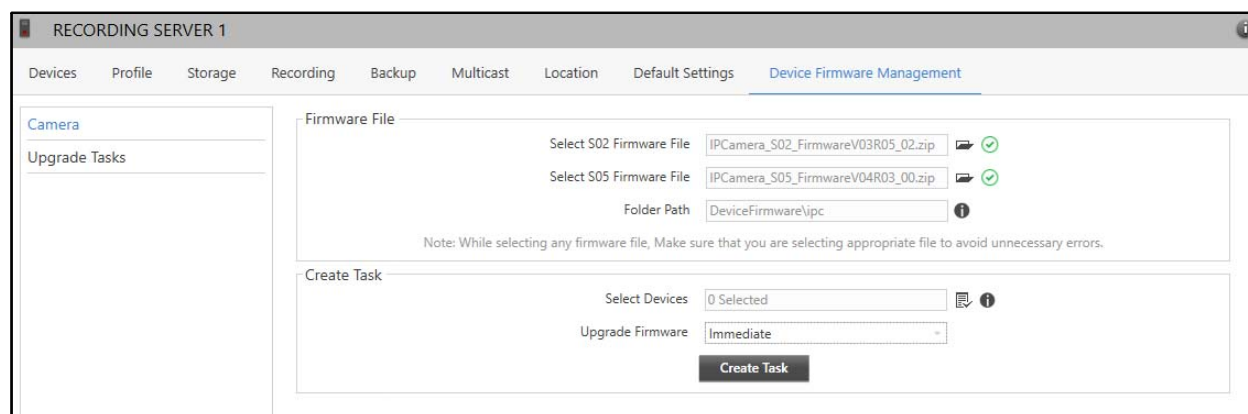 RECORDING SERVER 1
Devices Profile Storage Recording Backup Multicast Location Default Settings Device Firmware Management
Camera
Upgrade Tasks
Firmware File
Select S02 Firmware File IPCamera_S02_FirmwareV03R05_02.zip
Select S05 Firmware File IPCamera_S05_FirmwareV04R03_00.zip
Folder Path DeviceFirmware\ipc
Note: While selecting any firmware file, Make sure that you are selecting appropriate file to avoid unnecessary errors.
Create Task
Select Devices 0 Selected
Upgrade Firmware Immediate
Create Task